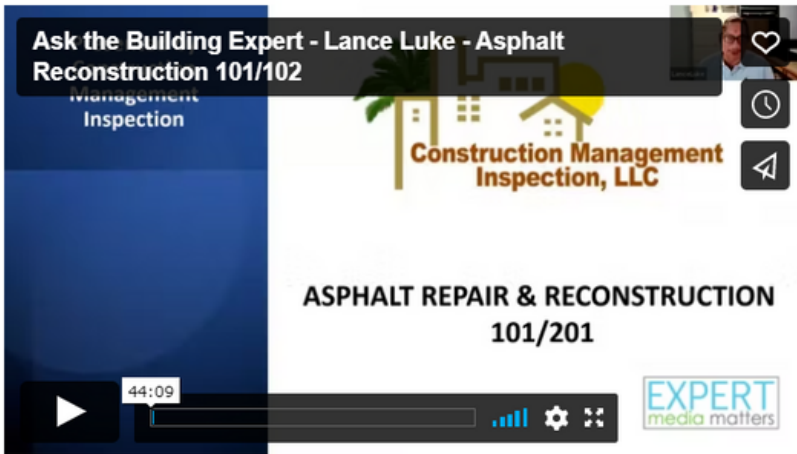 Ask the Building Expert - Lance Luke - Asphalt
Reconstruction 101/102
Management
Inspection
Construction Management
Inspection, LLC
ASPHALT REPAIR & RECONSTRUCTION
101/201
44:09
EXPERT
media matters